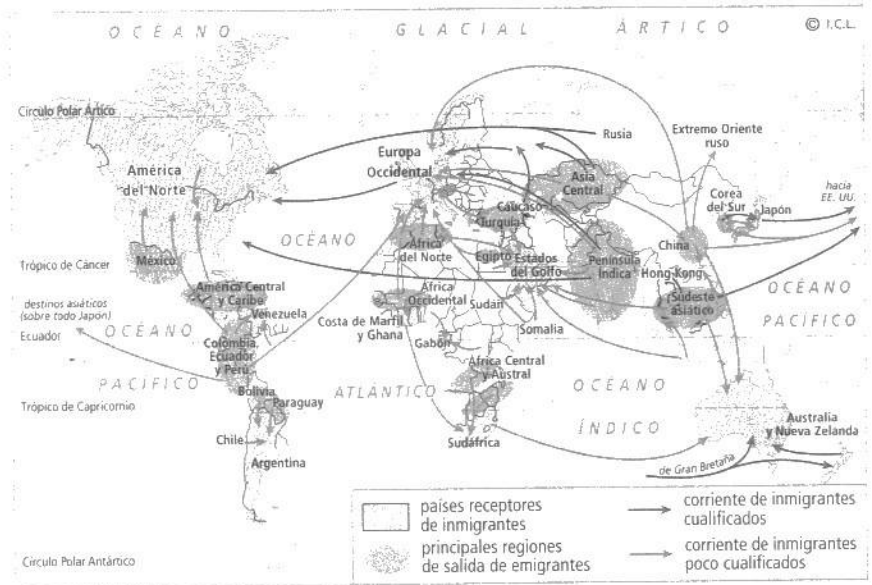 OCÉANO
GLACIAL
ÁRTICO
© I.C.L.
Círculo Polar Ártico
América
del Norte
Europa
Occidental
Rusia
Extremo Oriente
ruso
Asia
Central
Cáucaso
Turquía
Corea
del Sur
Japón
hacia
EE. UU.
OCÉANO
África
del Norte
Egipto
Estados
del Golfo
Península
Índica
China
Hong-Kong
Trópico de Cáncer
México
América Central
y Caribe
África
Occidental
Sudán
Sudeste
asiático
OCÉANO
PACÍFICO
destinos asiáticos
(sobre todo Japón)
Ecuador
OCÉANO
Venezuela
Costa de Marfil
y Ghana
Gabón
Somalia
Colombia,
Ecuador
y Perú
PACÍFICO
ATLÁNTICO
África Central
y Austral
OCÉANO
ÍNDICO
Trópico de Capricornio
Bolivia
Paraguay
Chile
Argentina
Sudáfrica
Australia
y Nueva Zelanda
de Gran Bretaña
países receptores
de inmigrantes
principales regiones
de salida de emigrantes
corriente de inmigrantes
cualificados
corriente de inmigrantes
poco cualificados
Círculo Polar Antártico